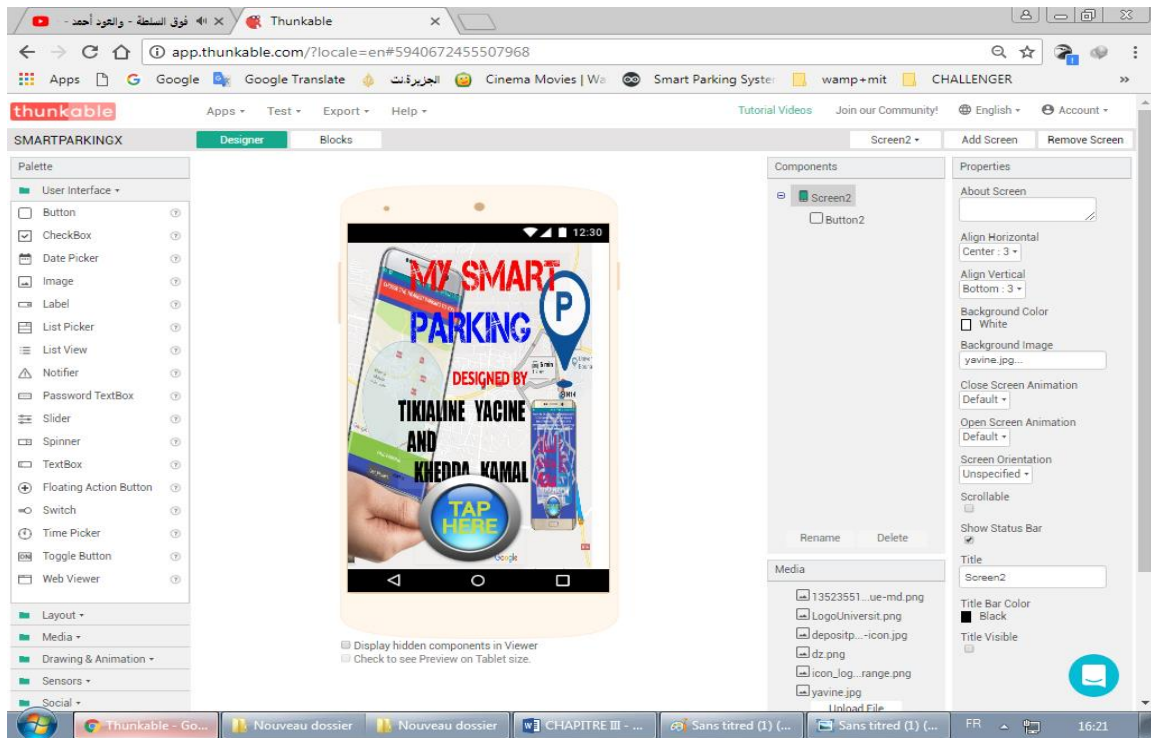 فوق السلطة - والغود أحمد -
Thunkable
app.thunkable.com/?locale=en#5940672455507968
Apps
Google
Google Translate
الجزيرة.نت
Cinema Movies | Wa
Smart Parking Syster
wamp+mit
CHALLENGER
thunkable
Apps
Test
Export
Help
Tutorial Videos
Join our Community!
English
Account
SMARTPARKINGX
Designer
Blocks
Screen2
Add Screen
Remove Screen
Palette
User Interface
Button
CheckBox
Date Picker
Image
Label
List Picker
List View
Notifier
Password TextBox
Slider
Spinner
TextBox
Floating Action Button
Switch
Time Picker
Toggle Button
Web Viewer
Layout
Media
Drawing & Animation
Sensors
Social
12:30
MY SMART
PARKING
P
5 min
DESIGNED BY
TIKIALINE YACINE
AND
KHEDDA KAMAL
TAP
HERE
Google
Display hidden components in Viewer
Check to see Preview on Tablet size.
Components
Screen2
Button2
Rename
Delete
Media
13523551...ue-md.png
LogoUniversit.png
depositp...-icon.jpg
dz.png
icon_log...range.png
yavine.jpg
Upload File
Properties
About Screen
Align Horizontal
Center : 3
Align Vertical
Bottom : 3
Background Color
White
Background Image
yavine.jpg...
Close Screen Animation
Default
Open Screen Animation
Default
Screen Orientation
Unspecified
Scrollable
Show Status Bar
Title
Screen2
Title Bar Color
Black
Title Visible
Thunkable - Go...
Nouveau dossier
Nouveau dossier
CHAPITRE III - ...
Sans titred (1) (...
Sans titred (1) (...
FR
16:21